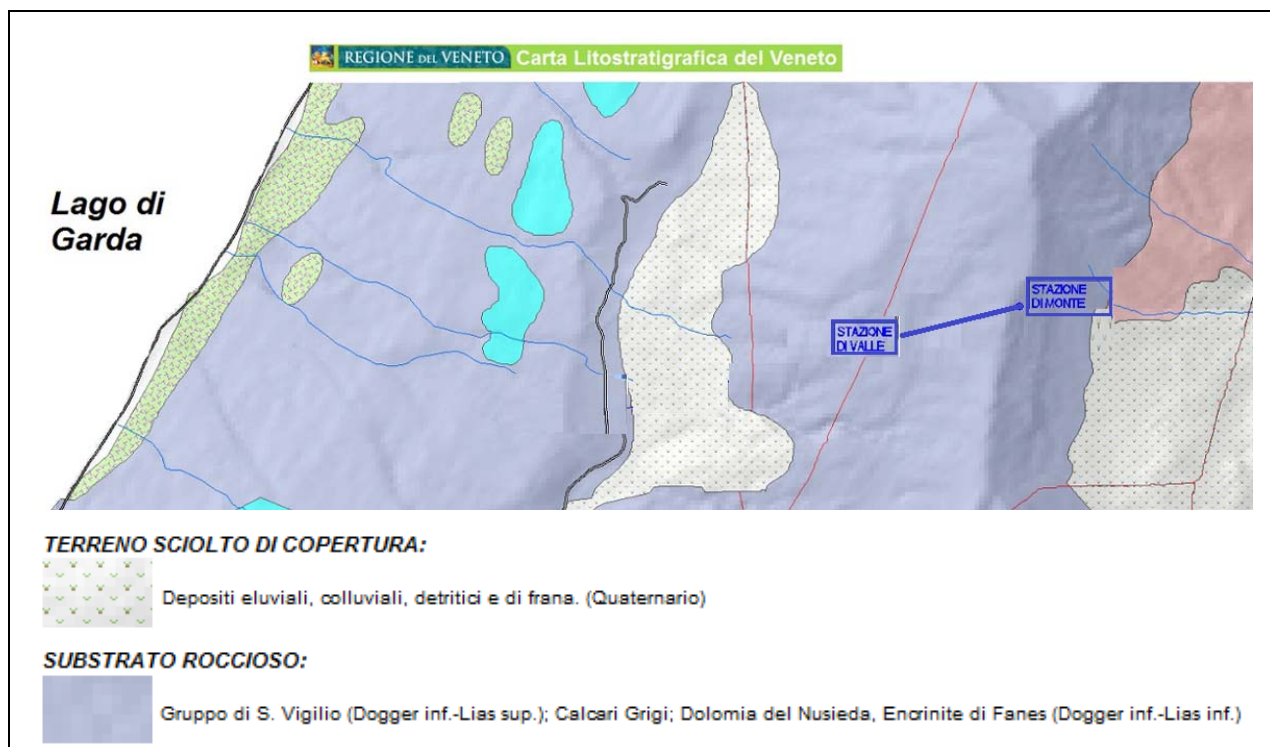 REGIONE DEL VENETO Carta Litostratigrafica del Veneto
Lago di
Garda
STAZIONE
DI MONTE
STAZIONE
DI VALLE
TERRENO SCIOLTO DI COPERTURA:
Depositi eluviali, colluviali, detritici e di frana. (Quaternario)
SUBSTRATO ROCCIOSO:
Gruppo di S. Vigilio (Dogger inf.-Lias sup.); Calcari Grigi; Dolomia del Nusieda, Encrinite di Fanes (Dogger inf.-Lias inf.)